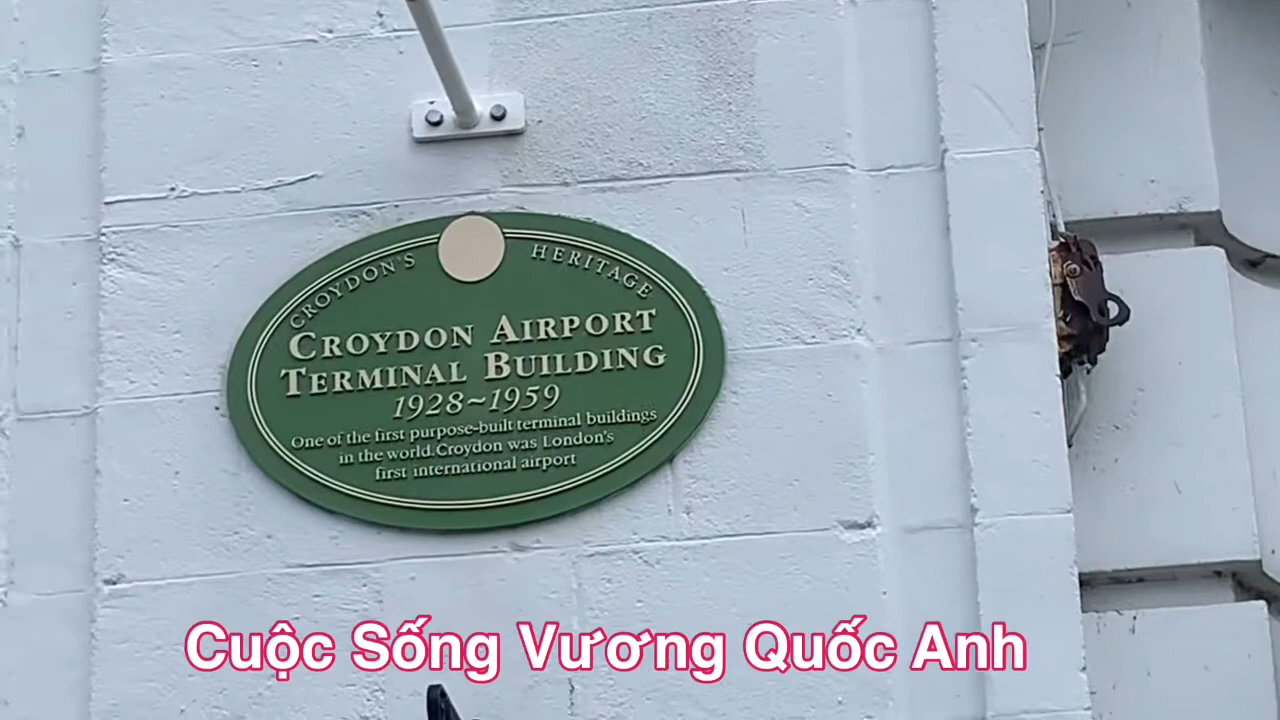 CROYDON'S HERITAGE
CROYDON AIRPORT
TERMINAL BUILDING
1928~1959
One of the first purpose-built terminal buildings
in the world. Croydon was London's
first international airport
Cuộc Sống Vương Quốc Anh